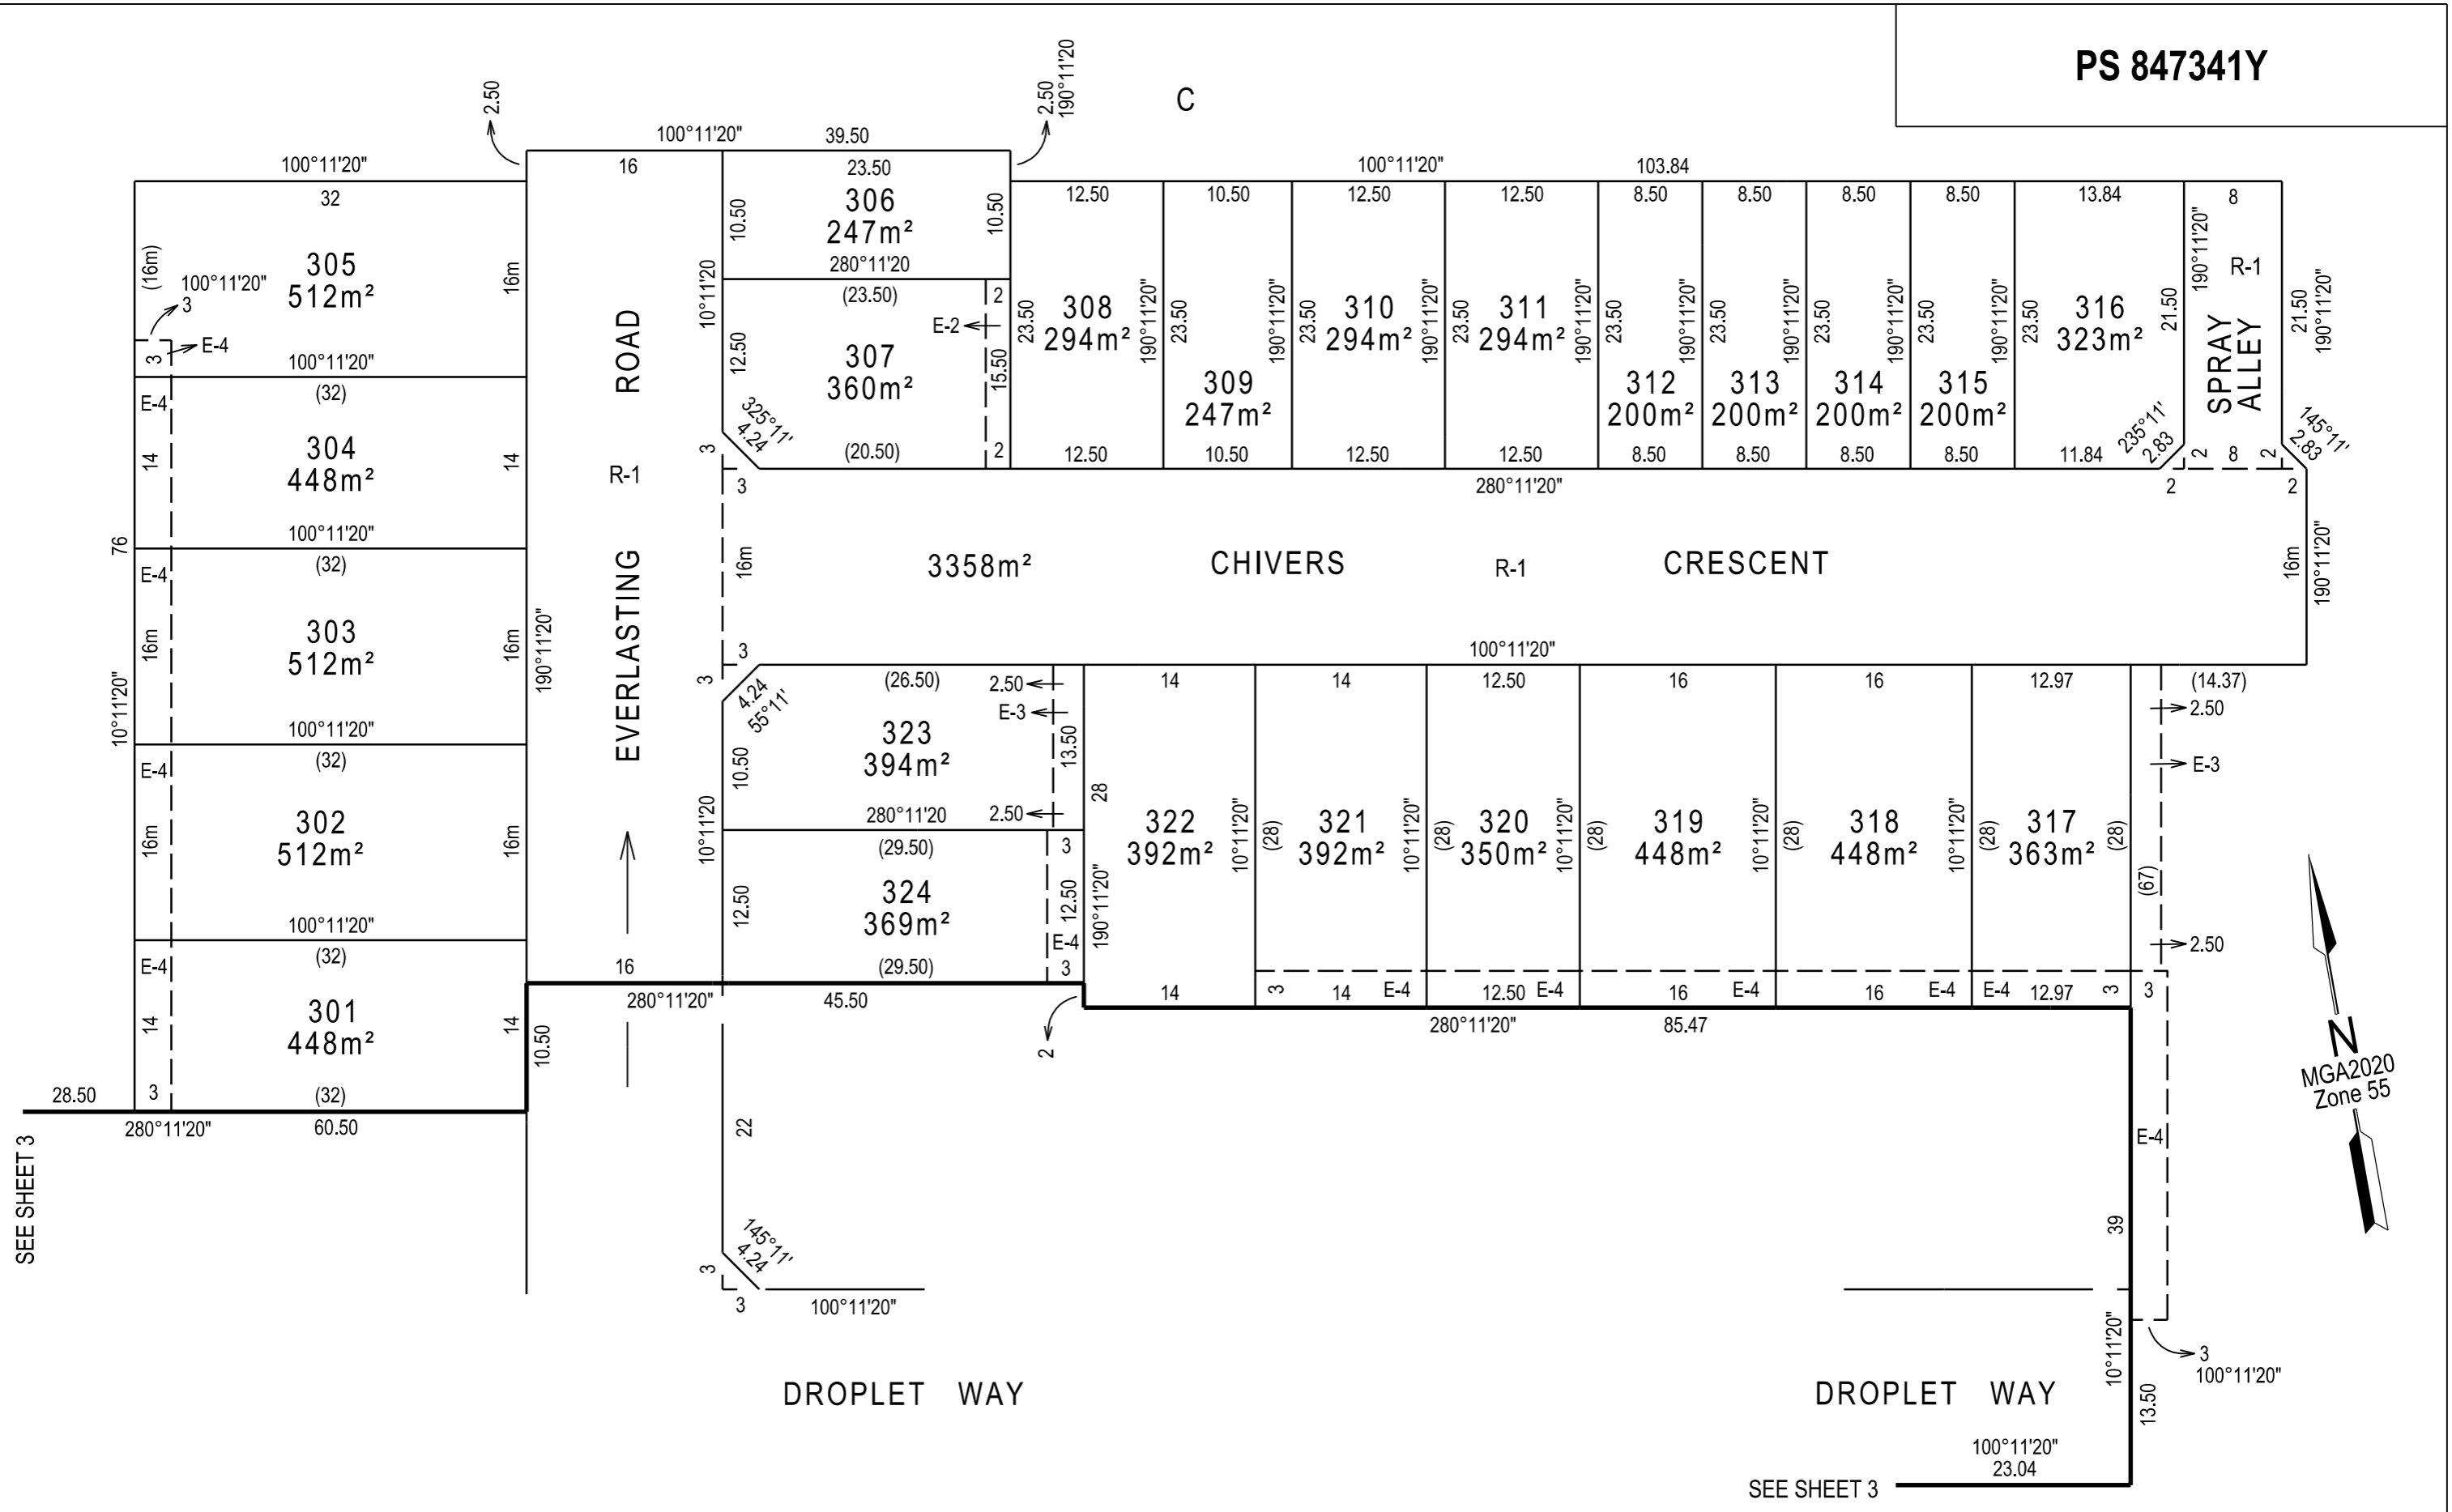 PS 847341Y
C
2.50
100°11'20"
39.50
2.50
190°11'20
100°11'20"
32
(16m)
305
512m²
16m
100°11'20"
3
E-4
3
100°11'20"
(32)
E-4
14
304
448m²
14
100°11'20"
(32)
E-4
16m
303
512m²
16m
100°11'20"
(32)
E-4
16m
302
512m²
16m
100°11'20"
(32)
E-4
14
301
448m²
14
3
(32)
76
10°11'20"
28.50
280°11'20"
60.50
SEE SHEET 3
16
EVERLASTING ROAD
R-1
190°11'20"
16
10.50
280°11'20"
45.50
23.50
306
247m²
10.50
10.50
280°11'20
10°11'20
(23.50)
2
E-2
12.50
307
360m²
15.50
325°11'
4.24
3
3
(20.50)
2
100°11'20"
103.84
12.50
23.50
308
294m²
190°11'20"
12.50
10.50
23.50
309
247m²
190°11'20"
10.50
12.50
23.50
310
294m²
190°11'20"
12.50
12.50
23.50
311
294m²
190°11'20"
12.50
8.50
23.50
312
200m²
190°11'20"
8.50
8.50
23.50
313
200m²
190°11'20"
8.50
8.50
23.50
314
200m²
190°11'20"
8.50
8.50
23.50
315
200m²
190°11'20"
8.50
13.84
23.50
316
323m²
21.50
11.84
235°11'
2.83
2
2
8
190°11'20"
R-1
SPRAY
ALLEY
21.50
190°11'20"
145°11'
2.83
8
2
2
280°11'20"
16m
3358m²
CHIVERS
R-1
CRESCENT
16m
190°11'20"
100°11'20"
3
3
4.24
55°11'
(26.50)
2.50
E-3
323
394m²
10.50
13.50
280°11'20
2.50
10°11'20
(29.50)
3
12.50
324
369m²
12.50
E-4
(29.50)
3
28
190°11'20"
2
14
322
392m²
10°11'20"
14
14
(28)
321
392m²
10°11'20"
3
14
E-4
12.50
(28)
320
350m²
10°11'20"
12.50
E-4
16
(28)
319
448m²
10°11'20"
16
E-4
16
(28)
318
448m²
10°11'20"
16
E-4
12.97
(28)
317
363m²
(28)
E-4
12.97
3
3
(14.37)
2.50
E-3
(67)
2.50
280°11'20"
85.47
22
145°11'
4.24
3
3
100°11'20"
DROPLET WAY
DROPLET WAY
E-4
39
10°11'20"
3
100°11'20"
13.50
100°11'20"
23.04
SEE SHEET 3
N
MGA2020
Zone 55